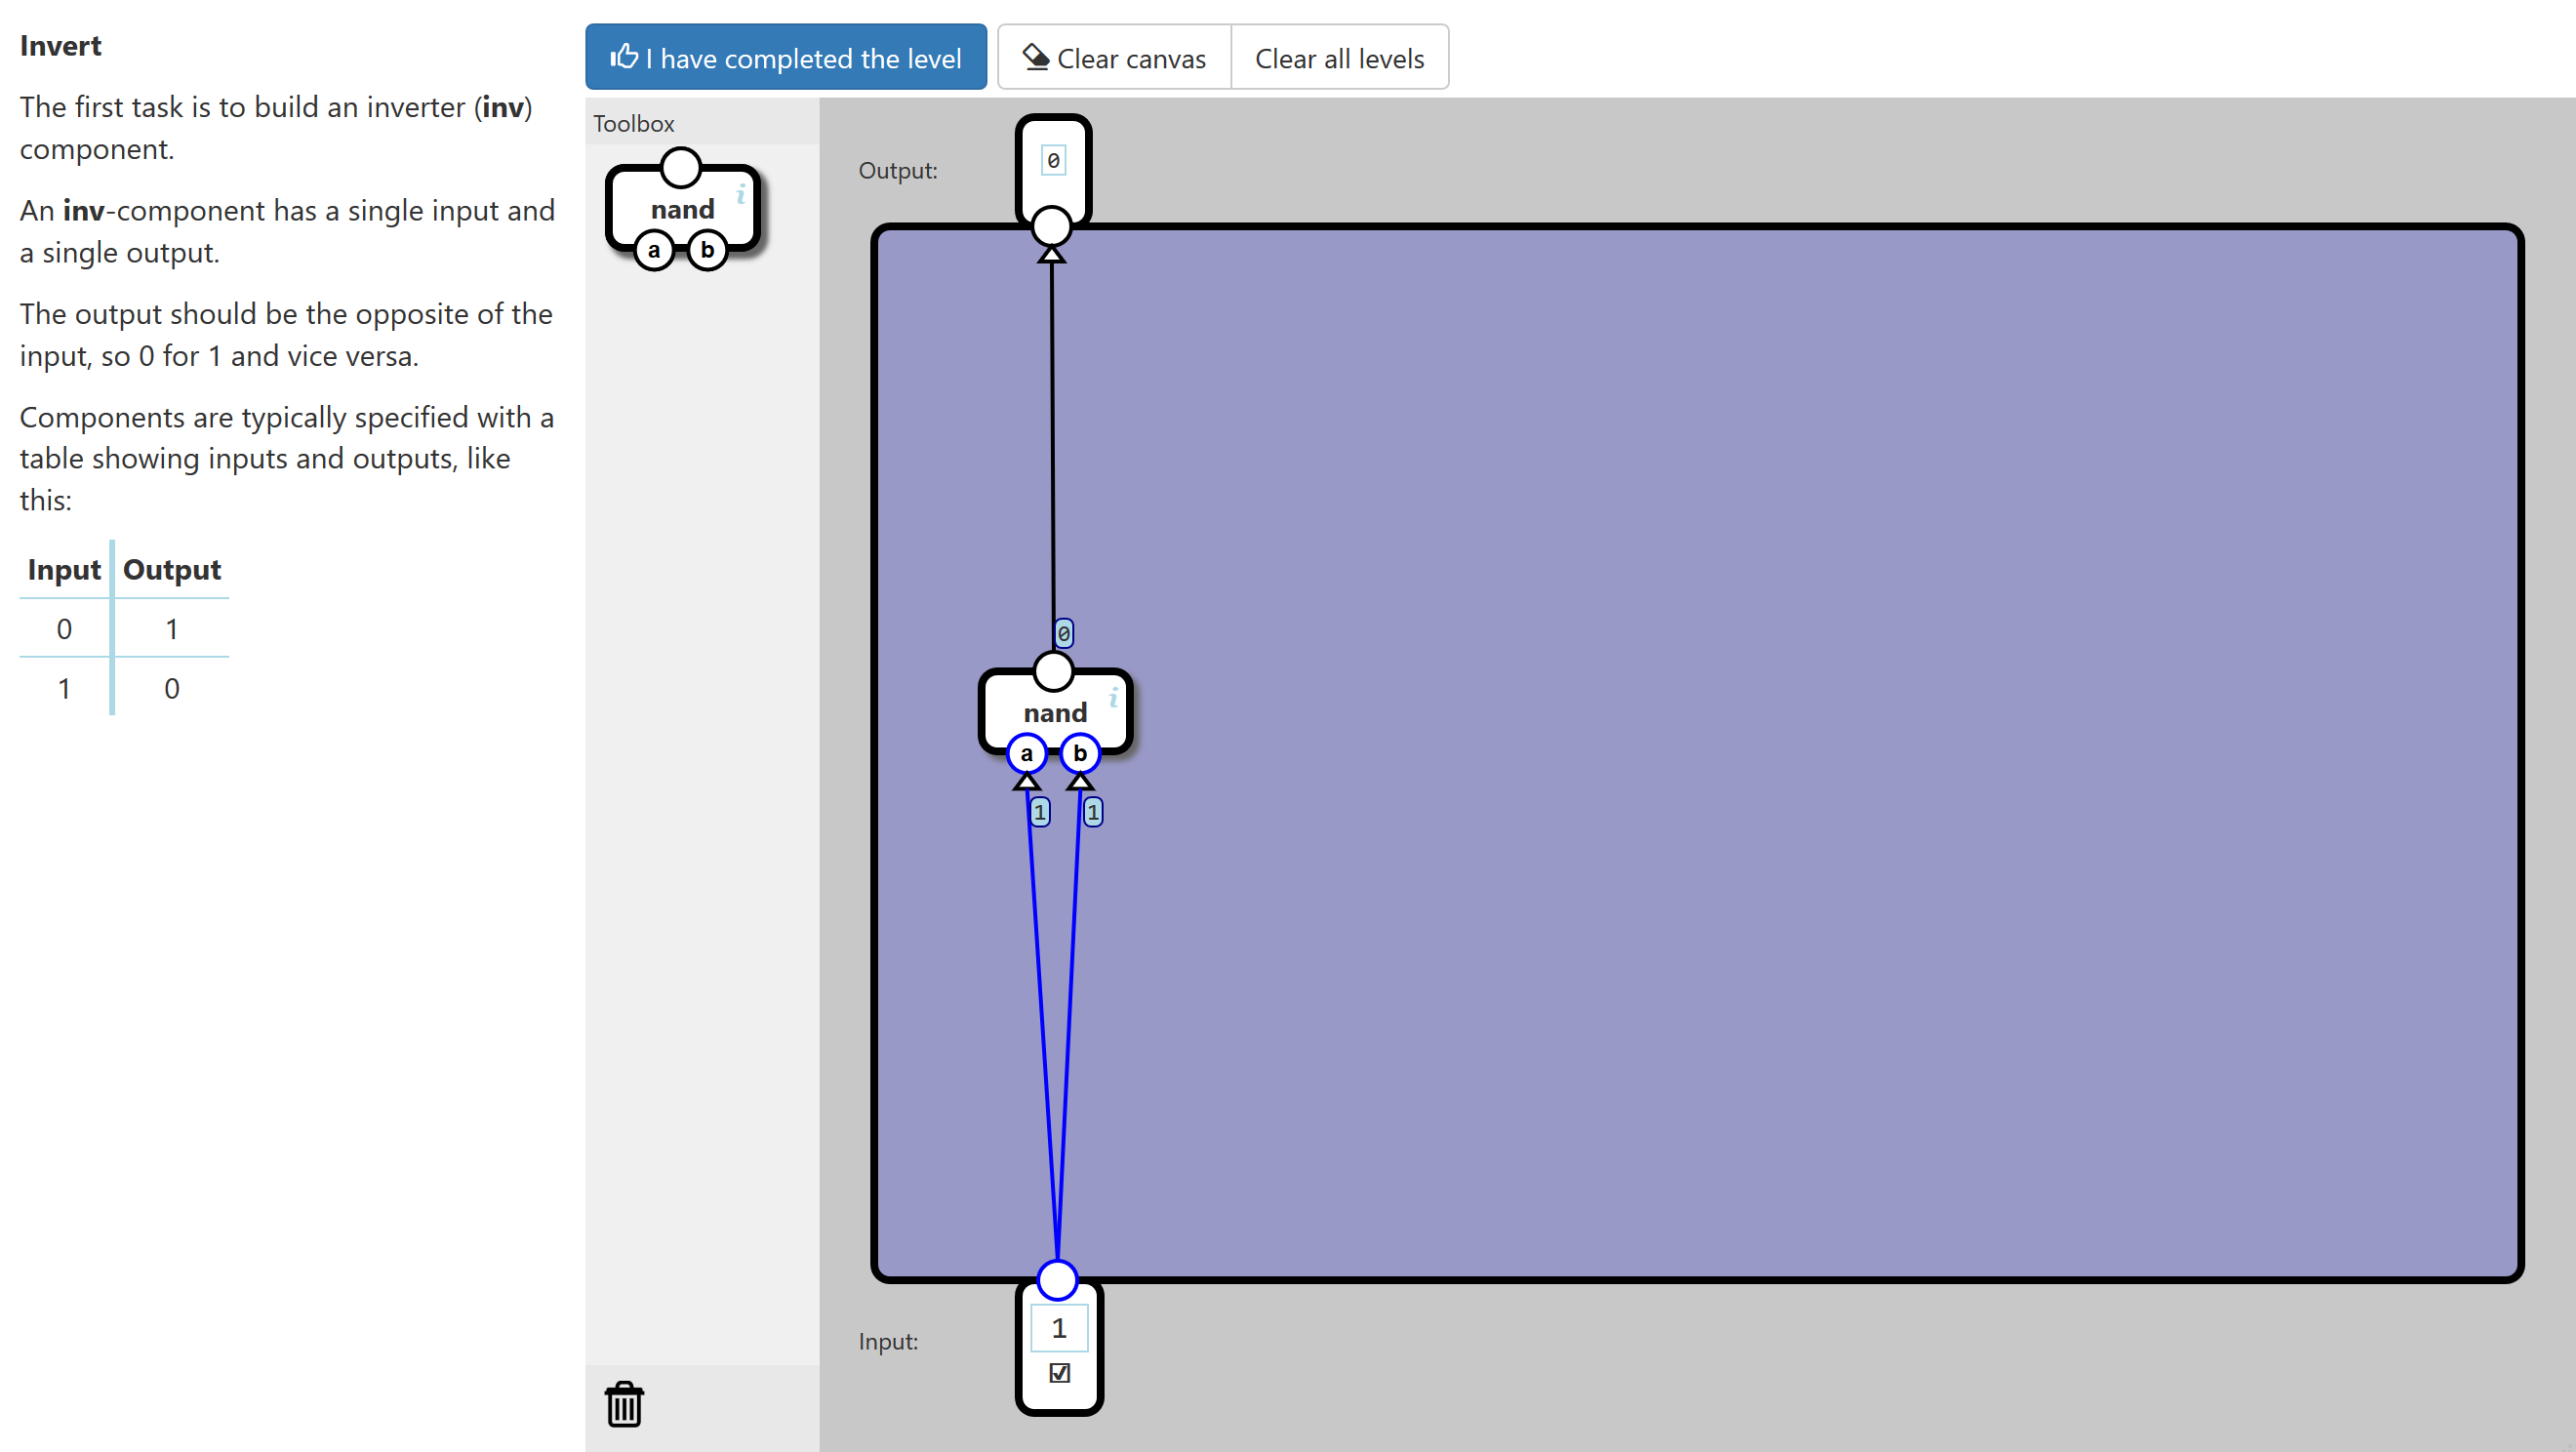 Invert
The first task is to build an inverter (inv)
component.
An inv-component has a single input and
a single output.
The output should be the opposite of the
input, so 0 for 1 and vice versa.
Components are typically specified with a
table showing inputs and outputs, like
this:
Input Output
0 1
1 0
I have completed the level
Clear canvas
Clear all levels
Toolbox
nand i
a b
Output:
0
0
nand i
a b
1 1
Input:
1